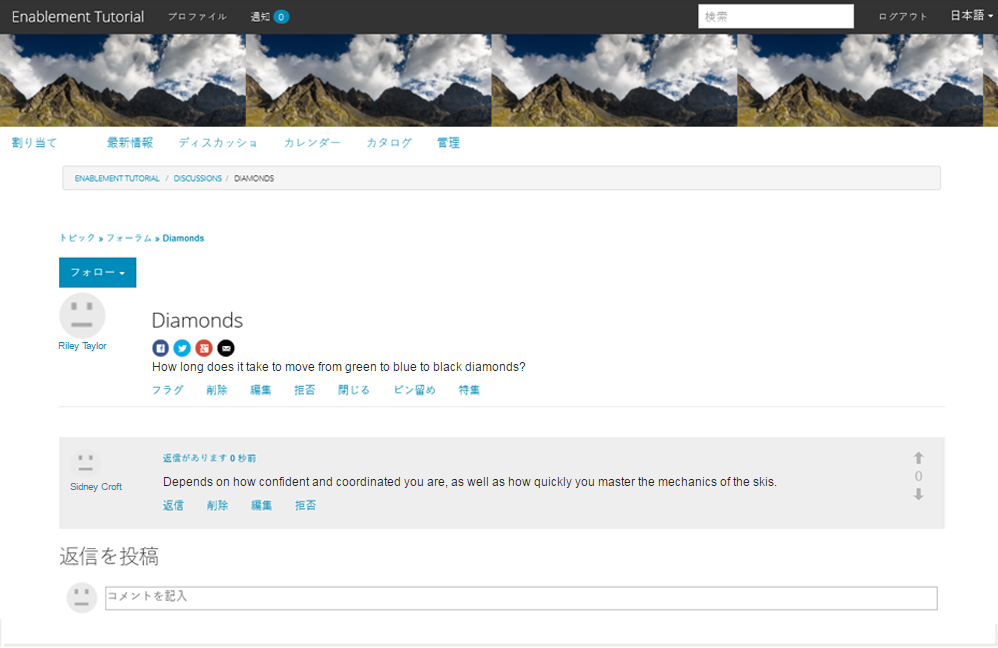 Enablement Tutorial プロファイル 通知 0 検索 ログアウト 日本語
割り当て 最新情報 ディスカッショ カレンダー カタログ 管理
ENABLEMENT TUTORIAL / DISCUSSIONS / DIAMONDS
トピック » フォーラム » Diamonds
フォロー
Riley Taylor
Diamonds
How long does it take to move from green to blue to black diamonds?
フラグ 削除 編集 拒否 閉じる ピン留め 特集
返信があります 0 秒前
Sidney Croft
Depends on how confident and coordinated you are, as well as how quickly you master the mechanics of the skis.
0
返信 削除 編集 拒否
返信を投稿
コメントを記入